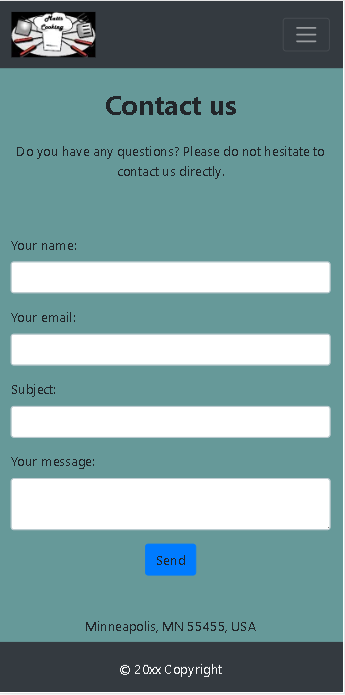 Matts
Cooking
Contact us
Do you have any questions? Please do not hesitate to
contact us directly.
Your name:
Your email:
Subject:
Your message:
Send
Minneapolis, MN 55455, USA
© 20xx Copyright